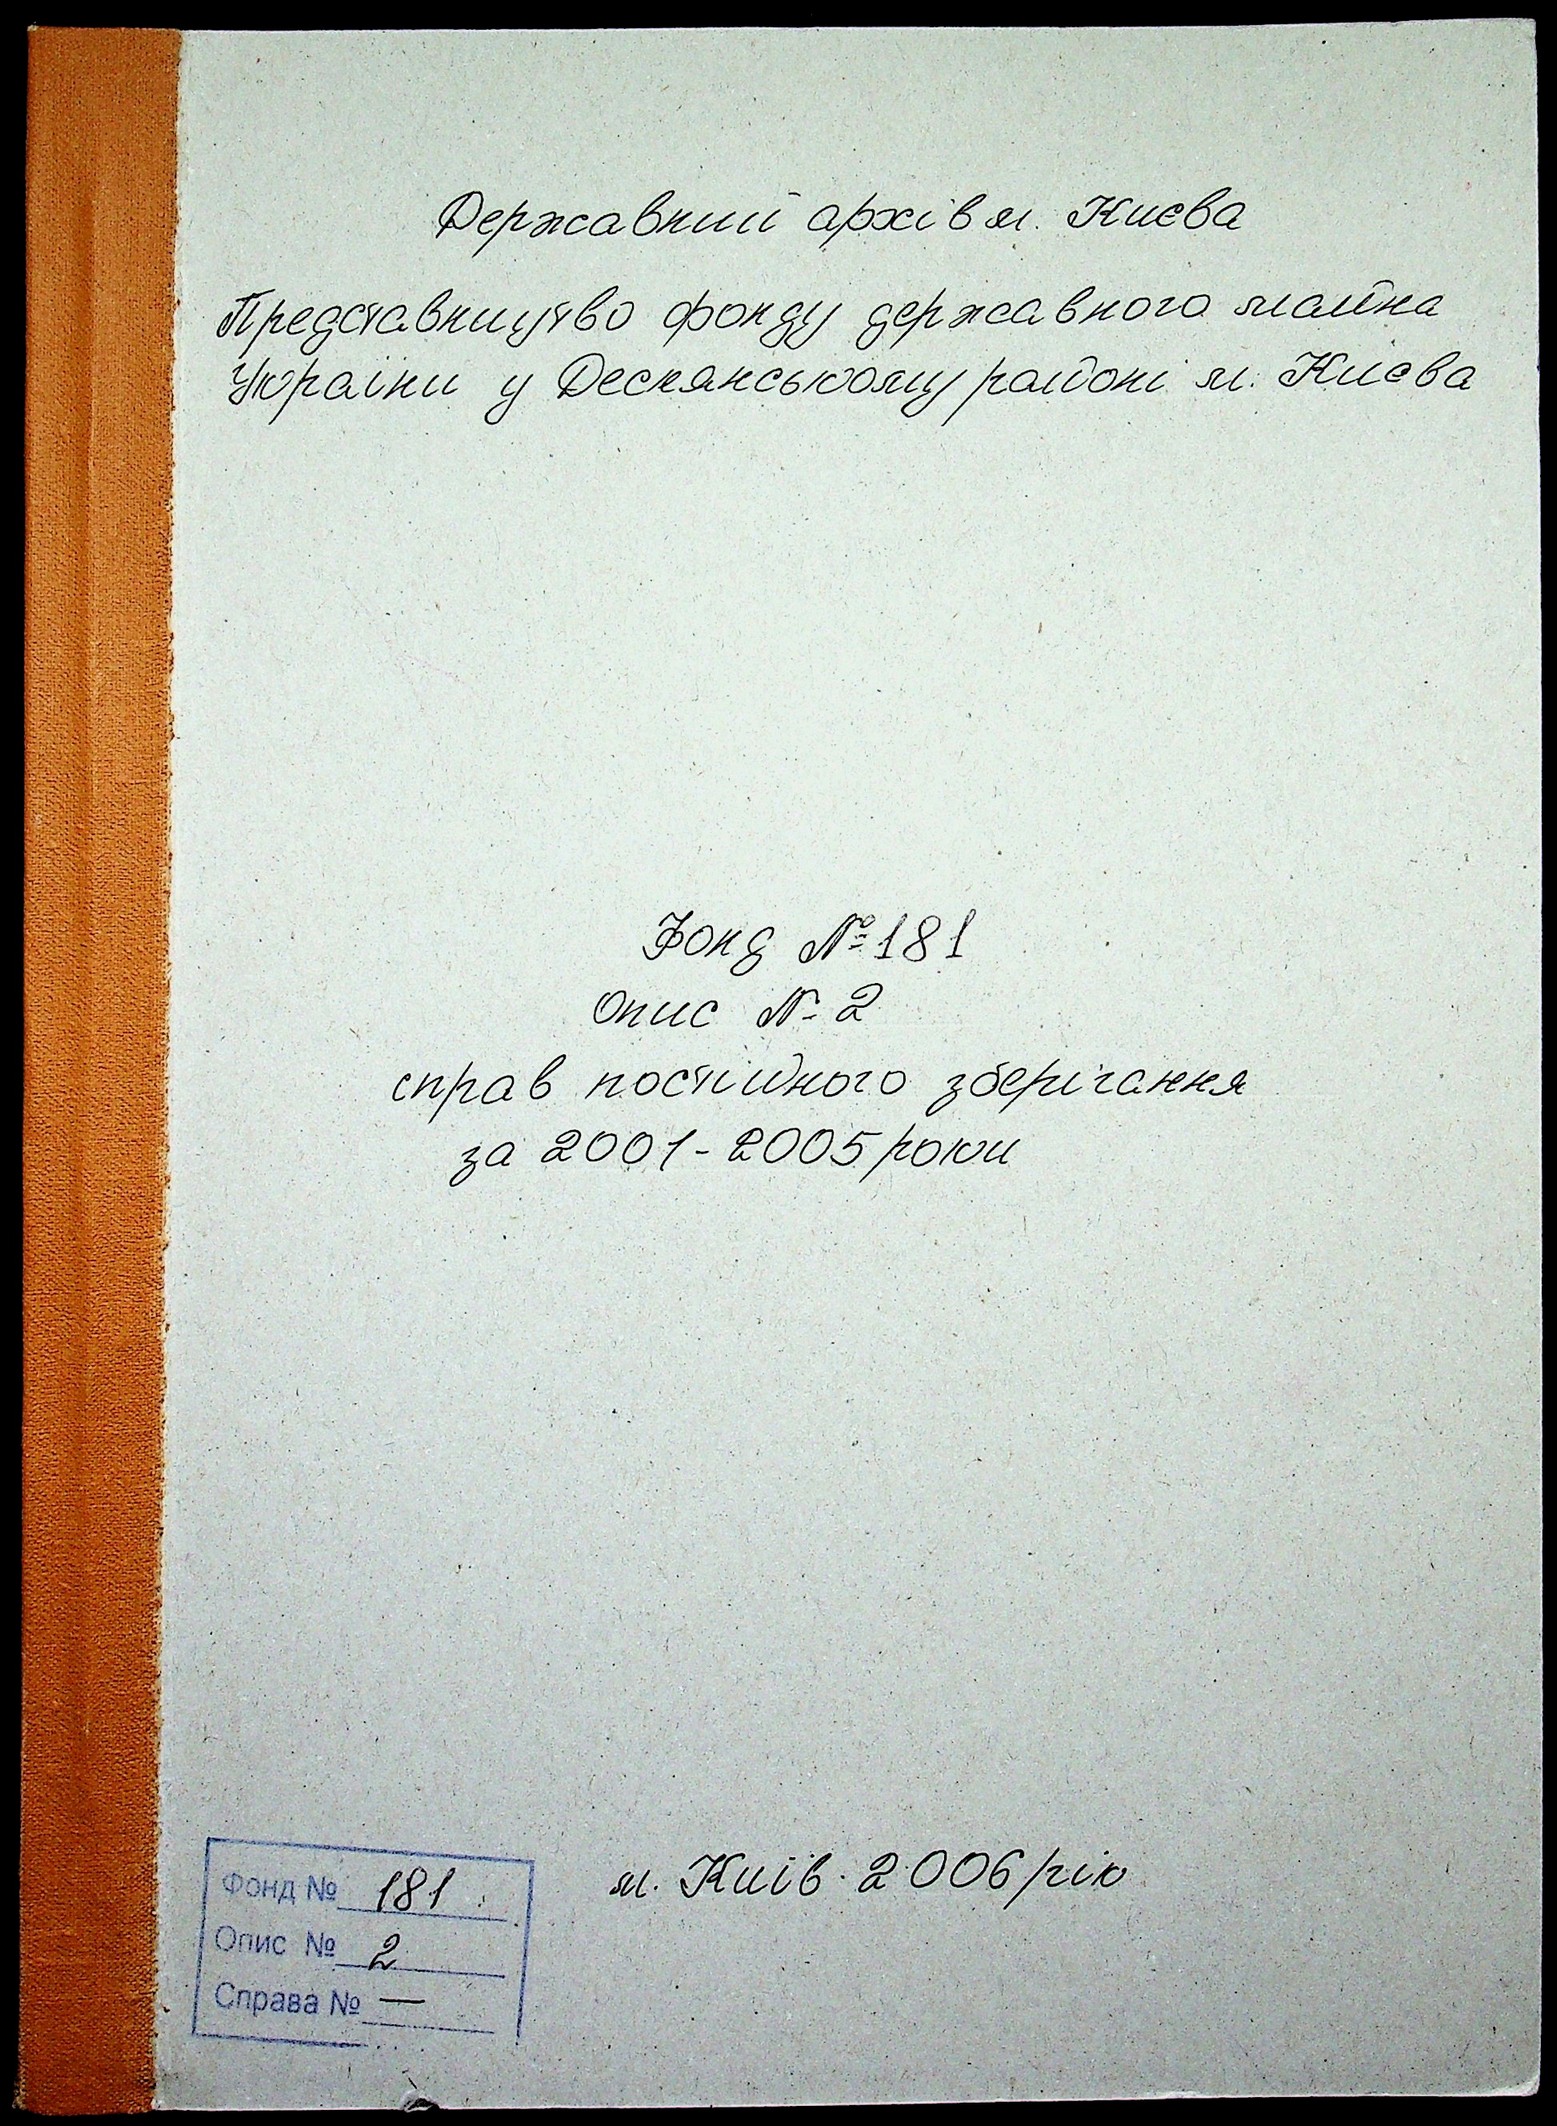 Державний архів м. Києва
Представництво фонду державного майна
України у Деснянському районі м. Києва
Фонд № 181
Опис № 2
справ постійного зберігання
за 2001-2005 роки
м. Київ 2006 рік
Фонд № 181
Опис № 2
Справа № —